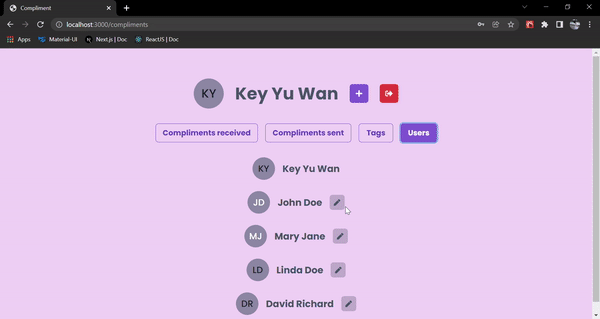 Compliment
localhost:3000/compliments
Apps Material-UI Next.js | Doc ReactJS | Doc
KY Key Yu Wan
Compliments received Compliments sent Tags Users
KY Key Yu Wan
JD John Doe
MJ Mary Jane
LD Linda Doe
DR David Richard